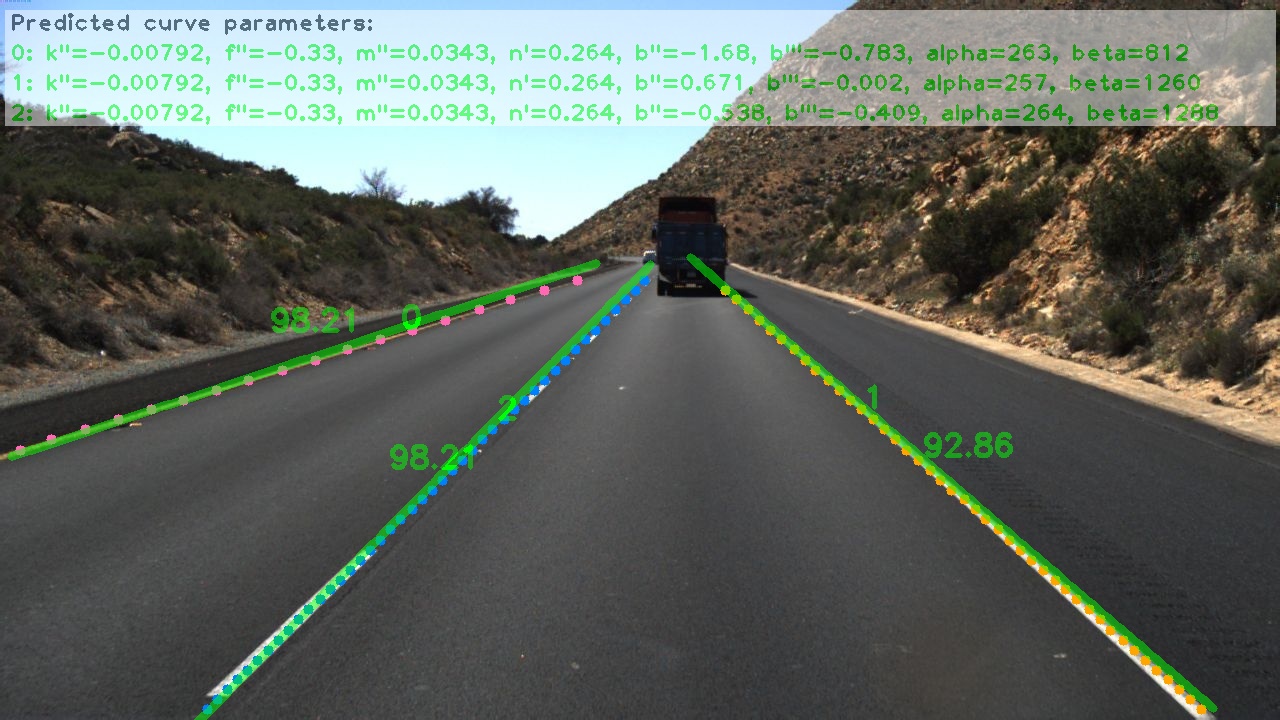 Predicted curve parameters:
0: k''=-0.00792, f''=-0.33, m''=0.0343, n'=0.264, b''=-1.68, b'''=-0.783, alpha=263, beta=812
1: k''=-0.00792, f''=-0.33, m''=0.0343, n'=0.264, b''=0.671, b'''=-0.002, alpha=257, beta=1260
2: k''=-0.00792, f''=-0.33, m''=0.0343, n'=0.264, b''=-0.538, b'''=-0.409, alpha=264, beta=1288
98.21 0
2 1
98.21 92.86